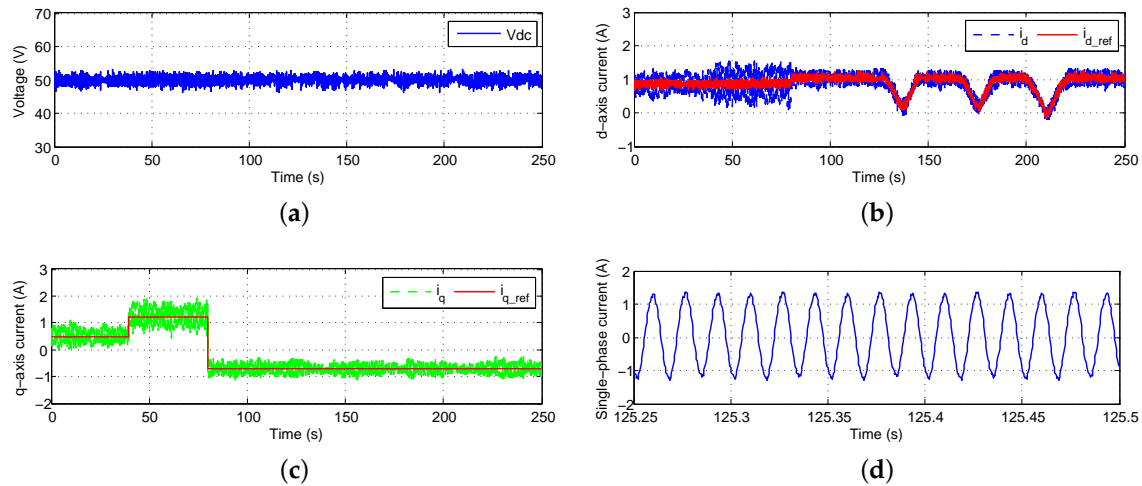 70
60
50
40
30
Voltage (V)
Vdc
0 50 100 150 200 250
Time (s)
(a)
3
2
1
0
−1
d−axis current (A)
i_d i_d_ref
0 50 100 150 200 250
Time (s)
(b)
3
2
1
0
−1
−2
q−axis current (A)
i_q i_q_ref
0 50 100 150 200 250
Time (s)
(c)
2
1
0
−1
−2
Single−phase current (A)
125.25 125.3 125.35 125.4 125.45 125.5
Time (s)
(d)